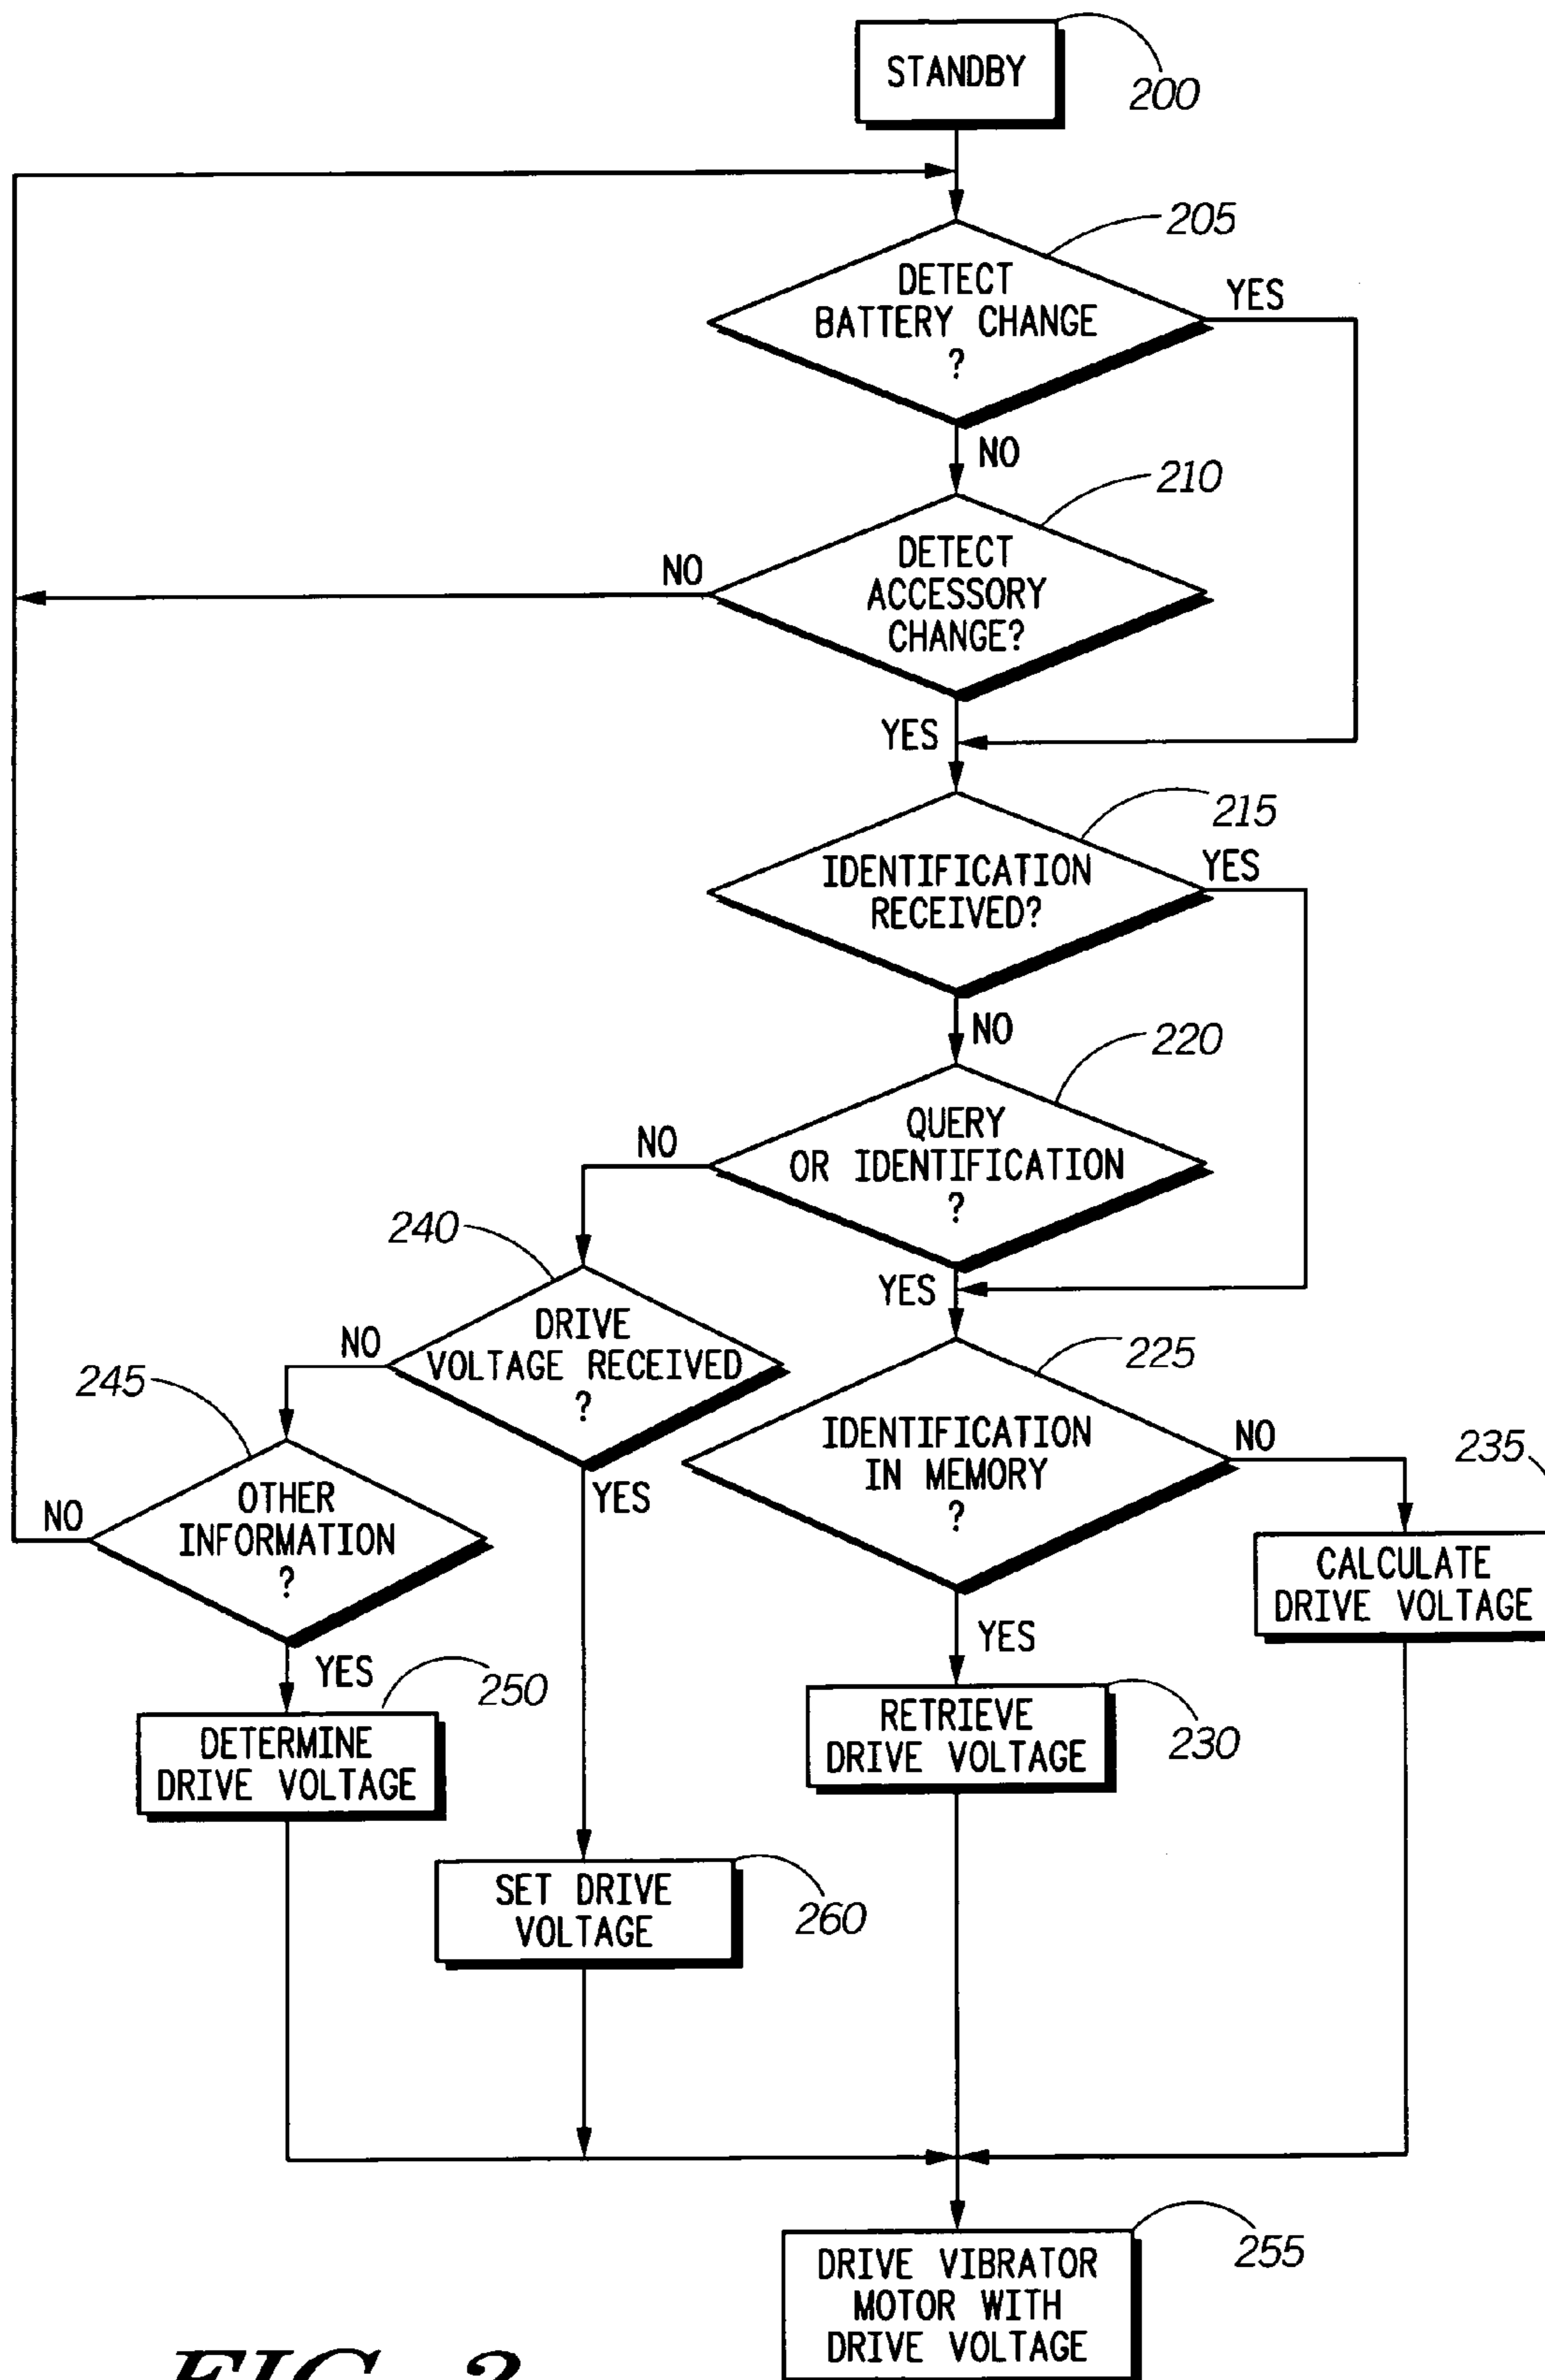 STANDBY
200
205
DETECT
BATTERY CHANGE
?
YES
NO
210
DETECT
ACCESSORY
CHANGE?
NO
YES
215
IDENTIFICATION
RECEIVED?
YES
NO
220
QUERY
OR IDENTIFICATION
?
NO
YES
240
DRIVE
VOLTAGE RECEIVED
?
NO
YES
225
IDENTIFICATION
IN MEMORY
?
NO
235
245
OTHER
INFORMATION
?
NO
CALCULATE
DRIVE VOLTAGE
YES
YES
250
DETERMINE
DRIVE VOLTAGE
RETRIEVE
DRIVE VOLTAGE
230
SET DRIVE
VOLTAGE
260
255
DRIVE VIBRATOR
MOTOR WITH
DRIVE VOLTAGE
FIG. 2